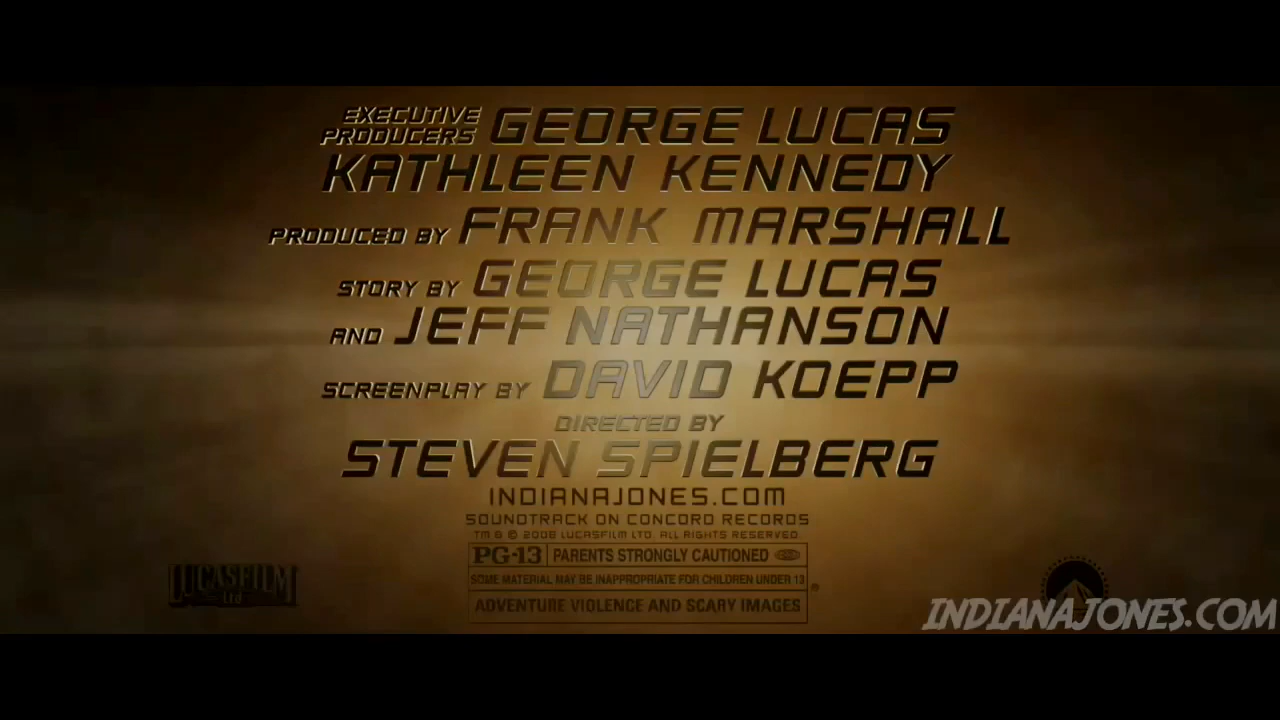 EXECUTIVE PRODUCERS GEORGE LUCAS
KATHLEEN KENNEDY
PRODUCED BY FRANK MARSHALL
STORY BY GEORGE LUCAS
AND JEFF NATHANSON
SCREENPLAY BY DAVID KOEPP
DIRECTED BY
STEVEN SPIELBERG
INDIANAJONES.COM
SOUNDTRACK ON CONCORD RECORDS
TM & © 2008 LUCASFILM LTD. ALL RIGHTS RESERVED.
PG-13 PARENTS STRONGLY CAUTIONED
SOME MATERIAL MAY BE INAPPROPRIATE FOR CHILDREN UNDER 13
®
ADVENTURE VIOLENCE AND SCARY IMAGES
LUCASFILM
Ltd
INDIANAJONES.COM